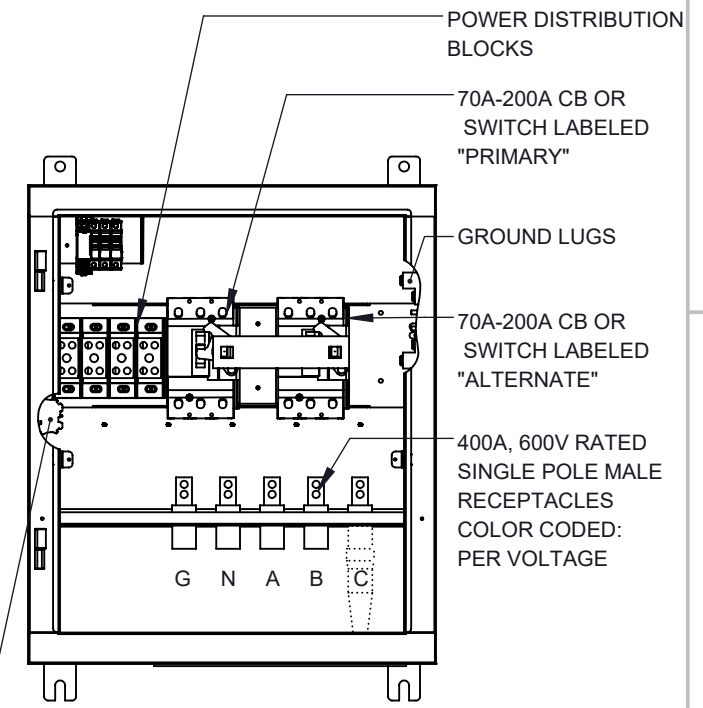 POWER DISTRIBUTION
BLOCKS
70A-200A CB OR
SWITCH LABELED
"PRIMARY"
GROUND LUGS
70A-200A CB OR
SWITCH LABELED
"ALTERNATE"
400A, 600V RATED
SINGLE POLE MALE
RECEPTACLES
COLOR CODED:
PER VOLTAGE
G N A B C